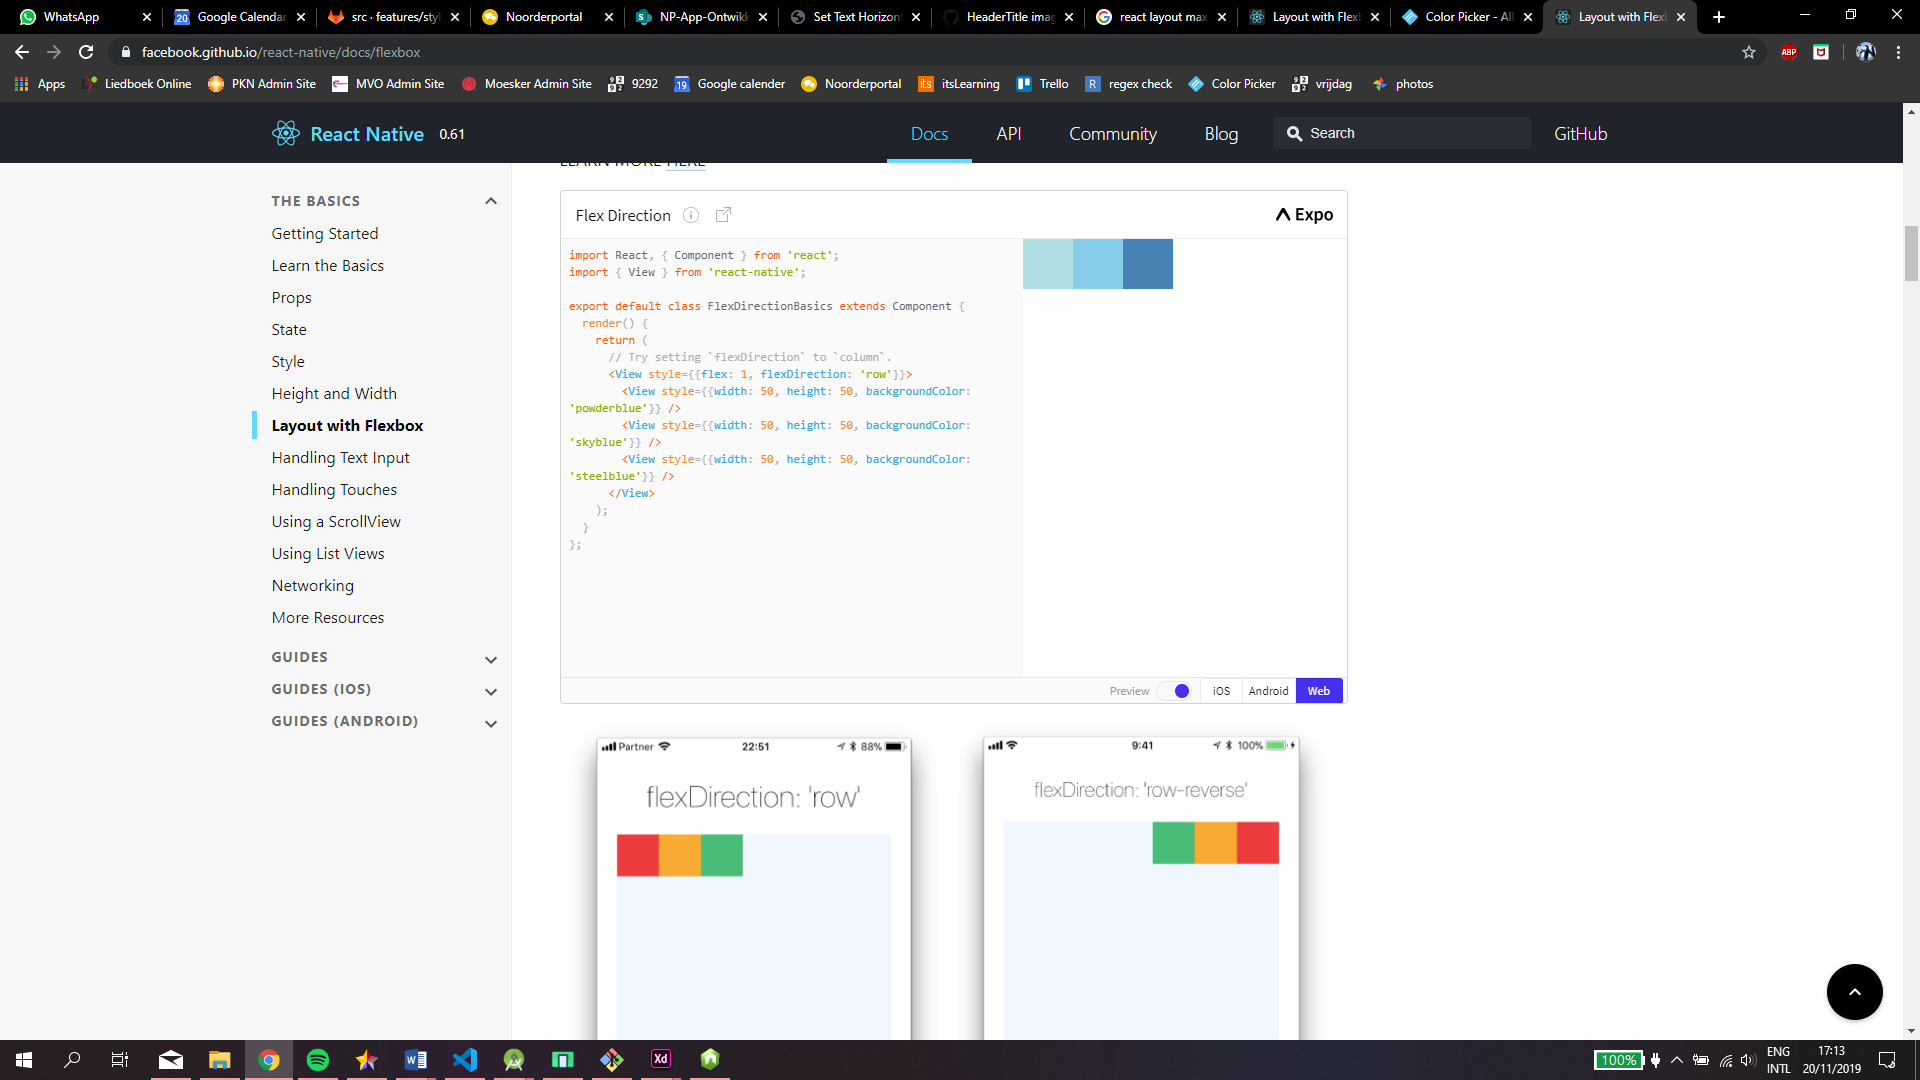 WhatsApp
Google Calendar
src · features/styl
Noorderportal
NP-App-Ontwikk
Set Text Horizont
HeaderTitle imag
react layout max
Layout with Flexb
Color Picker - All
Layout with Flexb
facebook.github.io/react-native/docs/flexbox
ABP
Apps
Liedboek Online
PKN Admin Site
MVO Admin Site
Moesker Admin Site
9292
Google calender
Noorderportal
itsLearning
Trello
regex check
Color Picker
vrijdag
photos
React Native 0.61
Docs
API
Community
Blog
Search
GitHub
LEARN MORE HERE
THE BASICS
Getting Started
Learn the Basics
Props
State
Style
Height and Width
Layout with Flexbox
Handling Text Input
Handling Touches
Using a ScrollView
Using List Views
Networking
More Resources
GUIDES
GUIDES (IOS)
GUIDES (ANDROID)
Flex Direction
Expo
import React, { Component } from 'react';
import { View } from 'react-native';
export default class FlexDirectionBasics extends Component {
render() {
return (
// Try setting `flexDirection` to `column`.
<View style={{flex: 1, flexDirection: 'row'}}>
<View style={{width: 50, height: 50, backgroundColor:
'powderblue'}} />
<View style={{width: 50, height: 50, backgroundColor:
'skyblue'}} />
<View style={{width: 50, height: 50, backgroundColor:
'steelblue'}} />
</View>
);
}
};
Preview
iOS
Android
Web
Partner 22:51 88%
flexDirection: 'row'
9:41 100%
flexDirection: 'row-reverse'
Xd
100%
ENG
INTL
17:13
20/11/2019